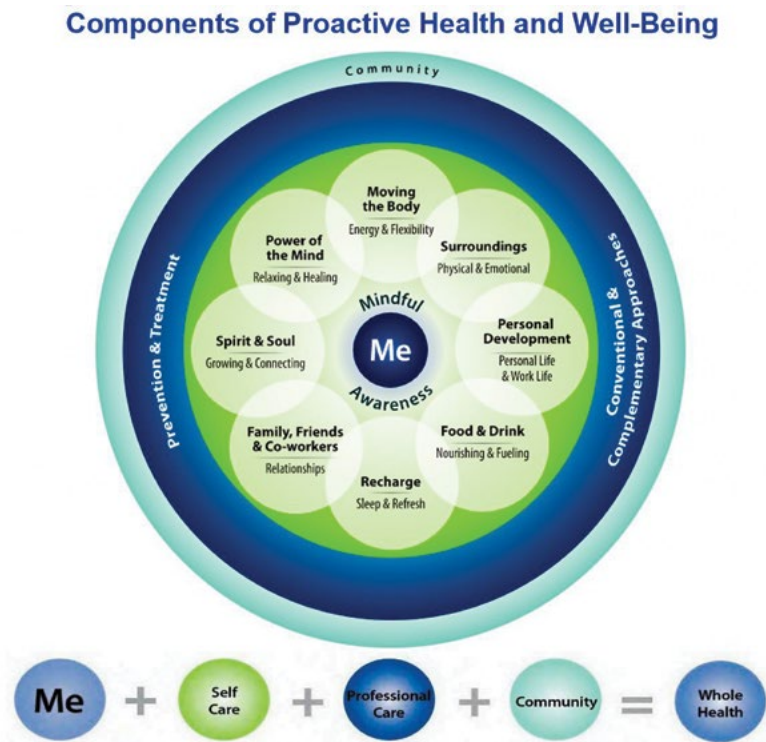 Components of Proactive Health and Well-Being
Community
Moving
the Body
Energy & Flexibility
Surroundings
Physical & Emotional
Personal
Development
Personal Life
& Work Life
Food & Drink
Nourishing & Fueling
Recharge
Sleep & Refresh
Family, Friends
& Co-workers
Relationships
Spirit & Soul
Growing & Connecting
Power of
the Mind
Relaxing & Healing
Mindful
Me
Awareness
Prevention & Treatment
Conventional &
Complementary Approaches
Me + Self Care + Professional Care + Community = Whole Health